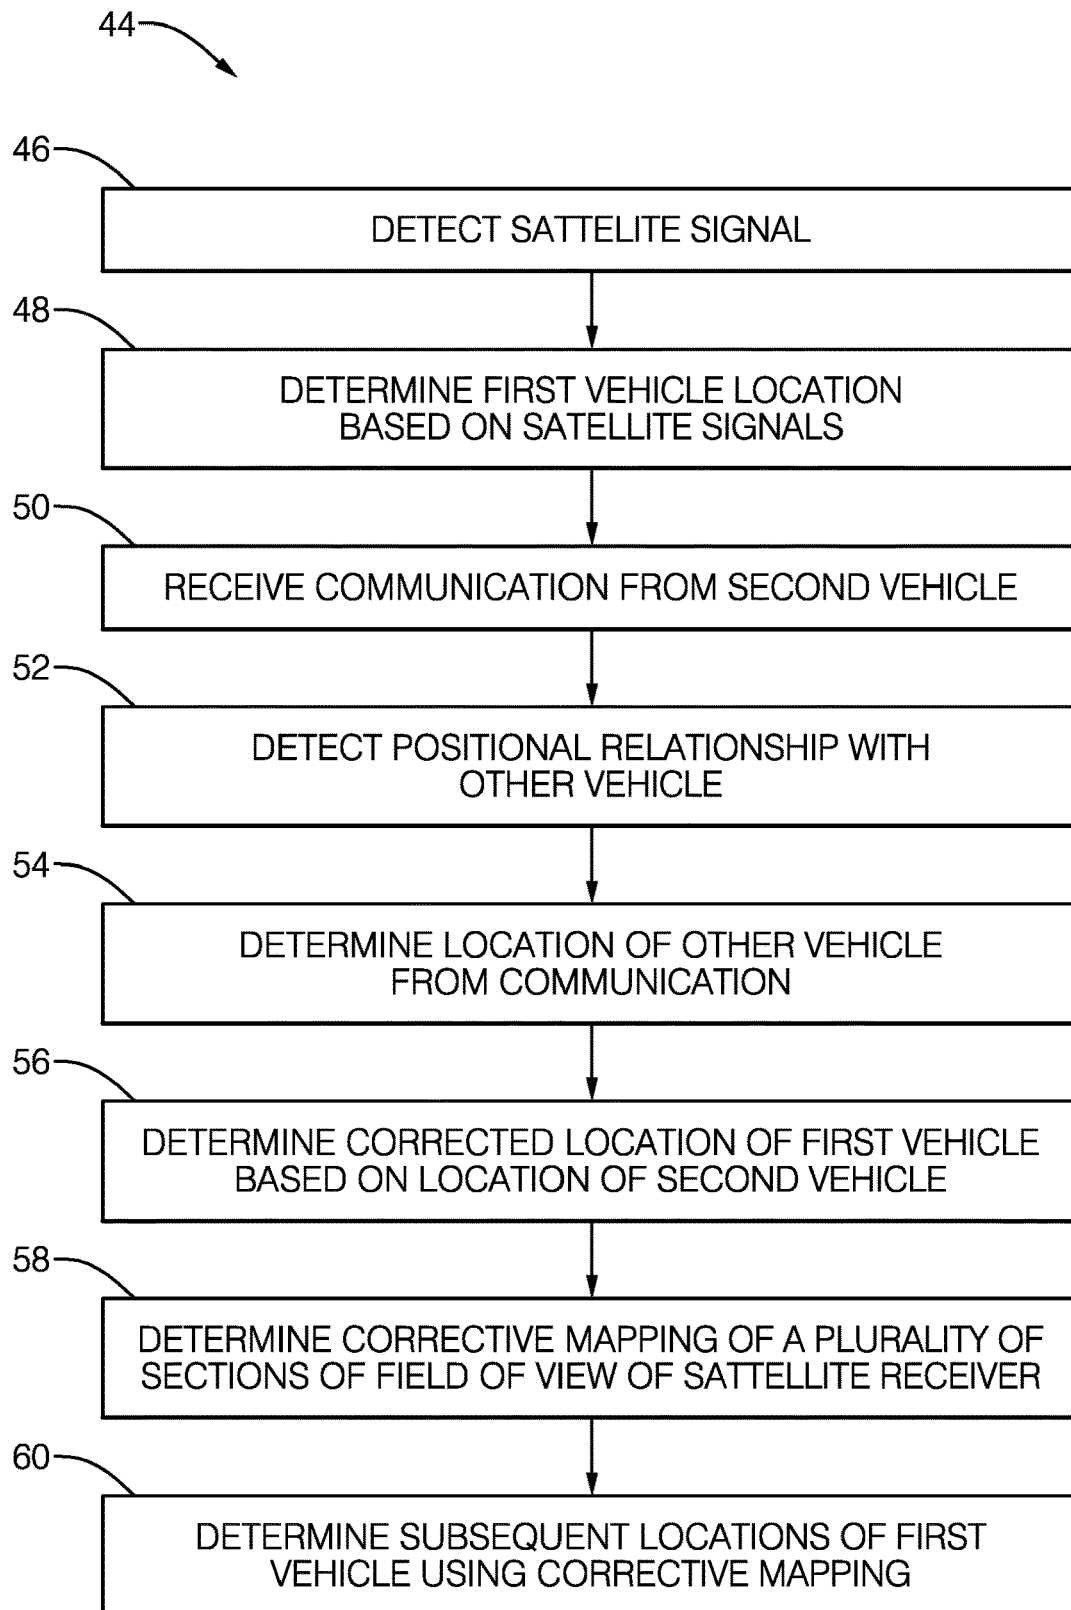 44
46
DETECT SATTELITE SIGNAL
48
DETERMINE FIRST VEHICLE LOCATION
BASED ON SATELLITE SIGNALS
50
RECEIVE COMMUNICATION FROM SECOND VEHICLE
52
DETECT POSITIONAL RELATIONSHIP WITH
OTHER VEHICLE
54
DETERMINE LOCATION OF OTHER VEHICLE
FROM COMMUNICATION
56
DETERMINE CORRECTED LOCATION OF FIRST VEHICLE
BASED ON LOCATION OF SECOND VEHICLE
58
DETERMINE CORRECTIVE MAPPING OF A PLURALITY OF
SECTIONS OF FIELD OF VIEW OF SATTELLITE RECEIVER
60
DETERMINE SUBSEQUENT LOCATIONS OF FIRST
VEHICLE USING CORRECTIVE MAPPING